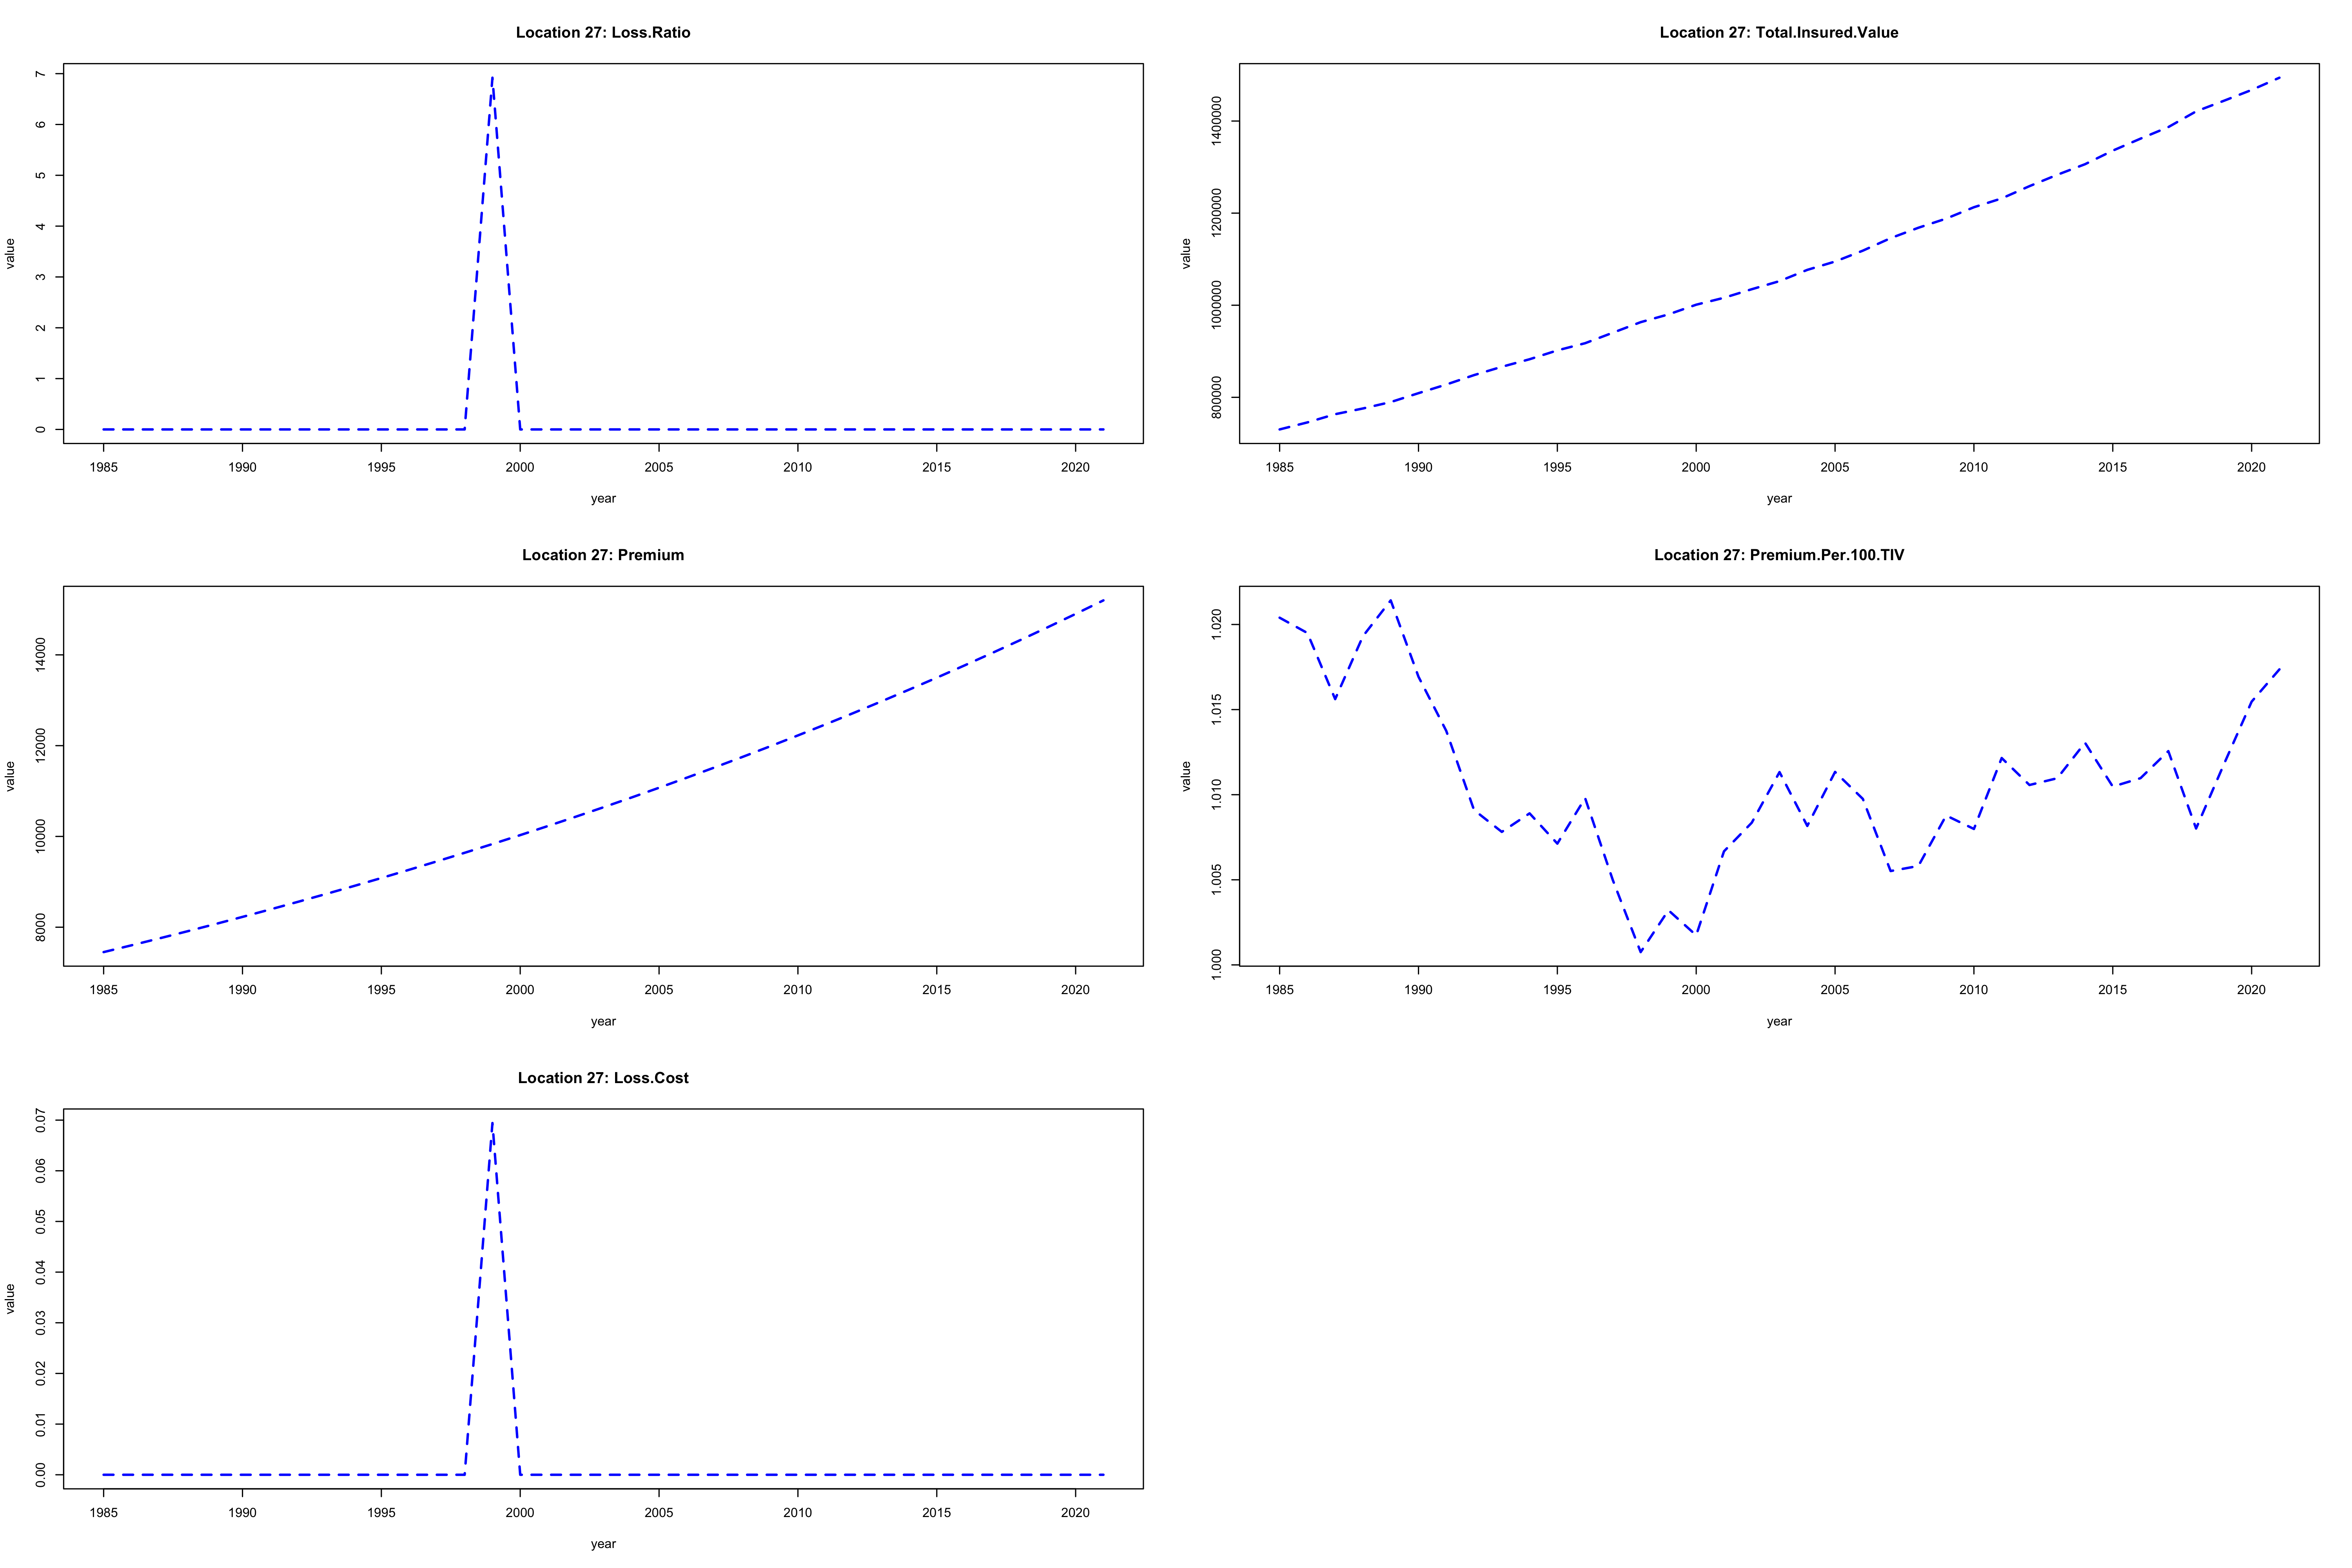 Location 27: Loss.Ratio
value
7
6
5
4
3
2
1
0
1985 1990 1995 2000 2005 2010 2015 2020
year
Location 27: Total.Insured.Value
value
1400000
1200000
1000000
800000
1985 1990 1995 2000 2005 2010 2015 2020
year
Location 27: Premium
value
14000
12000
10000
8000
1985 1990 1995 2000 2005 2010 2015 2020
year
Location 27: Premium.Per.100.TIV
value
1.020
1.015
1.010
1.005
1.000
1985 1990 1995 2000 2005 2010 2015 2020
year
Location 27: Loss.Cost
value
0.07
0.06
0.05
0.04
0.03
0.02
0.01
0.00
1985 1990 1995 2000 2005 2010 2015 2020
year